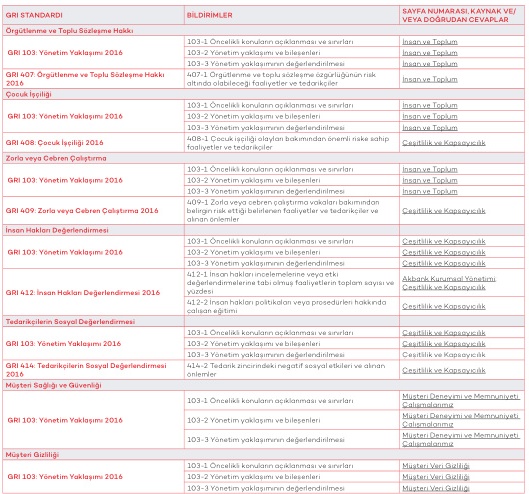 GRI STANDARDI BİLDİRİMLER SAYFA NUMARASI, KAYNAK VE/
VEYA DOĞRUDAN CEVAPLAR
Örgütlenme ve Toplu Sözleşme Hakkı
GRI 103: Yönetim Yaklaşımı 2016
103-1 Öncelikli konuların açıklanması ve sınırları İnsan ve Toplum
103-2 Yönetim yaklaşımı ve bileşenleri İnsan ve Toplum
103-3 Yönetim yaklaşımının değerlendirilmesi İnsan ve Toplum
GRI 407: Örgütlenme ve Toplu Sözleşme Hakkı
2016
407-1 Örgütlenme ve toplu sözleşme özgürlüğünün risk
altında olabileceği faaliyetler ve tedarikçiler
İnsan ve Toplum
Çocuk İşçiliği
GRI 103: Yönetim Yaklaşımı 2016
103-1 Öncelikli konuların açıklanması ve sınırları İnsan ve Toplum
103-2 Yönetim yaklaşımı ve bileşenleri İnsan ve Toplum
103-3 Yönetim yaklaşımının değerlendirilmesi İnsan ve Toplum
GRI 408: Çocuk İşçiliği 2016
408-1 Çocuk işçiliği olayları bakımından önemli riske sahip
faaliyetler ve tedarikçiler
Çeşitlilik ve Kapsayıcılık
Zorla veya Cebren Çalıştırma
GRI 103: Yönetim Yaklaşımı 2016
103-1 Öncelikli konuların açıklanması ve sınırları İnsan ve Toplum
103-2 Yönetim yaklaşımı ve bileşenleri İnsan ve Toplum
103-3 Yönetim yaklaşımının değerlendirilmesi İnsan ve Toplum
GRI 409: Zorla veya Cebren Çalıştırma 2016
409-1 Zorla veya cebren çalıştırma vakaları bakımından
belirgin risk ettiği belirlenen faaliyetler ve tedarikçiler ve
alınan önlemler
Çeşitlilik ve Kapsayıcılık
İnsan Hakları Değerlendirmesi
GRI 103: Yönetim Yaklaşımı 2016
103-1 Öncelikli konuların açıklanması ve sınırları Çeşitlilik ve Kapsayıcılık
103-2 Yönetim yaklaşımı ve bileşenleri Çeşitlilik ve Kapsayıcılık
103-3 Yönetim yaklaşımının değerlendirilmesi Çeşitlilik ve Kapsayıcılık
GRI 412: İnsan Hakları Değerlendirmesi 2016
412-1 İnsan hakları incelemelerine veya etki
değerlendirmelerine tabi olmuş faaliyetlerin toplam sayısı ve
yüzdesi
Akbank Kurumsal Yönetimi,
Çeşitlilik ve Kapsayıcılık
412-2 İnsan hakları politikaları veya prosedürleri hakkında
çalışan eğitimi
Çeşitlilik ve Kapsayıcılık
Tedarikçilerin Sosyal Değerlendirmesi
GRI 103: Yönetim Yaklaşımı 2016
103-1 Öncelikli konuların açıklanması ve sınırları Çeşitlilik ve Kapsayıcılık
103-2 Yönetim yaklaşımı ve bileşenleri Çeşitlilik ve Kapsayıcılık
103-3 Yönetim yaklaşımının değerlendirilmesi Çeşitlilik ve Kapsayıcılık
GRI 414: Tedarikçilerin Sosyal Değerlendirmesi
2016
414-2 Tedarik zincirindeki negatif sosyal etkileri ve alınan
önlemler
Çeşitlilik ve Kapsayıcılık
Müşteri Sağlığı ve Güvenliği
GRI 103: Yönetim Yaklaşımı 2016
103-1 Öncelikli konuların açıklanması ve sınırları
Müşteri Deneyimi ve Memnuniyeti
Çalışmalarımız
103-2 Yönetim yaklaşımı ve bileşenleri
Müşteri Deneyimi ve Memnuniyeti
Çalışmalarımız
103-3 Yönetim yaklaşımının değerlendirilmesi
Müşteri Deneyimi ve Memnuniyeti
Çalışmalarımız
Müşteri Gizliliği
GRI 103: Yönetim Yaklaşımı 2016
103-1 Öncelikli konuların açıklanması ve sınırları Müşteri Veri Gizliliği
103-2 Yönetim yaklaşımı ve bileşenleri Müşteri Veri Gizliliği
103-3 Yönetim yaklaşımının değerlendirilmesi Müşteri Veri Gizliliği